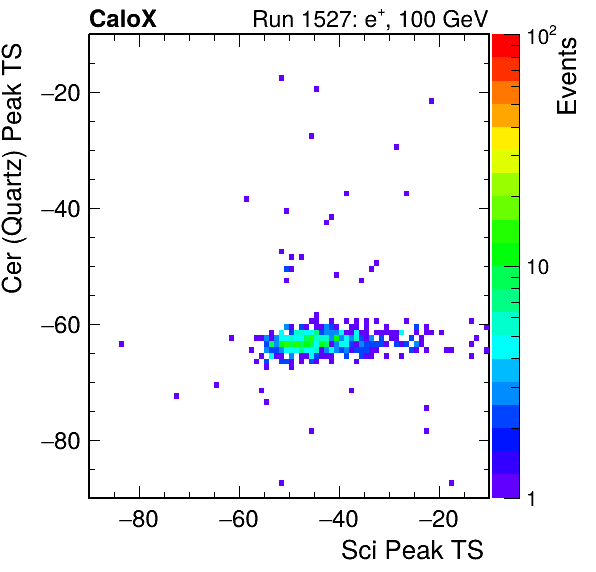 CaloX Run 1527: e⁺, 100 GeV
Cer (Quartz) Peak TS
−20
−40
−60
−80
−80 −60 −40 −20
Sci Peak TS
10²
10
1
Events